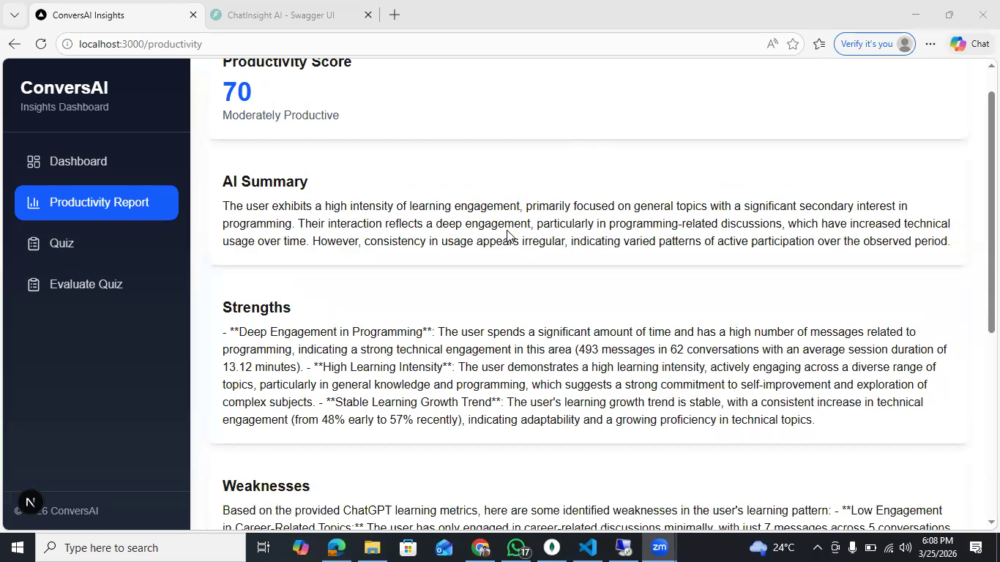 ConversAI Insights
ChatInsight AI - Swagger UI
localhost:3000/productivity
Verify it's you
Chat
ConversAI
Insights Dashboard
Dashboard
Productivity Report
Quiz
Evaluate Quiz
N
6 ConversAI
Productivity Score
70
Moderately Productive
AI Summary
The user exhibits a high intensity of learning engagement, primarily focused on general topics with a significant secondary interest in
programming. Their interaction reflects a deep engagement, particularly in programming-related discussions, which have increased technical
usage over time. However, consistency in usage appears irregular, indicating varied patterns of active participation over the observed period.
Strengths
- **Deep Engagement in Programming**: The user spends a significant amount of time and has a high number of messages related to
programming, indicating a strong technical engagement in this area (493 messages in 62 conversations with an average session duration of
13.12 minutes). - **High Learning Intensity**: The user demonstrates a high learning intensity, actively engaging across a diverse range of
topics, particularly in general knowledge and programming, which suggests a strong commitment to self-improvement and exploration of
complex subjects. - **Stable Learning Growth Trend**: The user's learning growth trend is stable, with a consistent increase in technical
engagement (from 48% early to 57% recently), indicating adaptability and a growing proficiency in technical topics.
Weaknesses
Based on the provided ChatGPT learning metrics, here are some identified weaknesses in the user's learning pattern: - **Low Engagement
in Career-Related Topics:** The user has only engaged in career-related discussions minimally, with just 7 messages across 5 conversations
Type here to search
17
zm
24°C
6:08 PM
3/25/2026